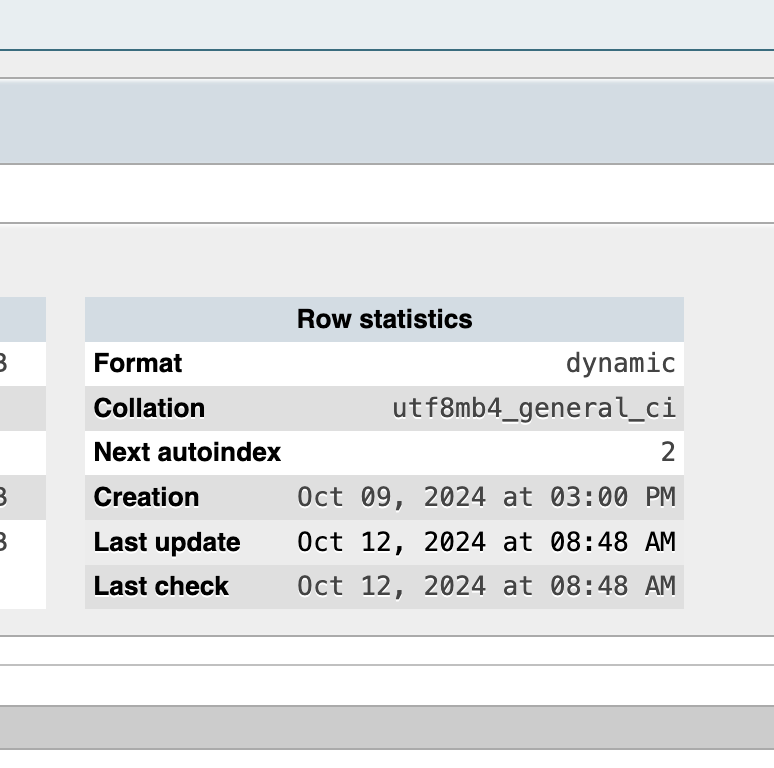 Row statistics
Format dynamic
Collation utf8mb4_general_ci
Next autoindex 2
Creation Oct 09, 2024 at 03:00 PM
Last update Oct 12, 2024 at 08:48 AM
Last check Oct 12, 2024 at 08:48 AM